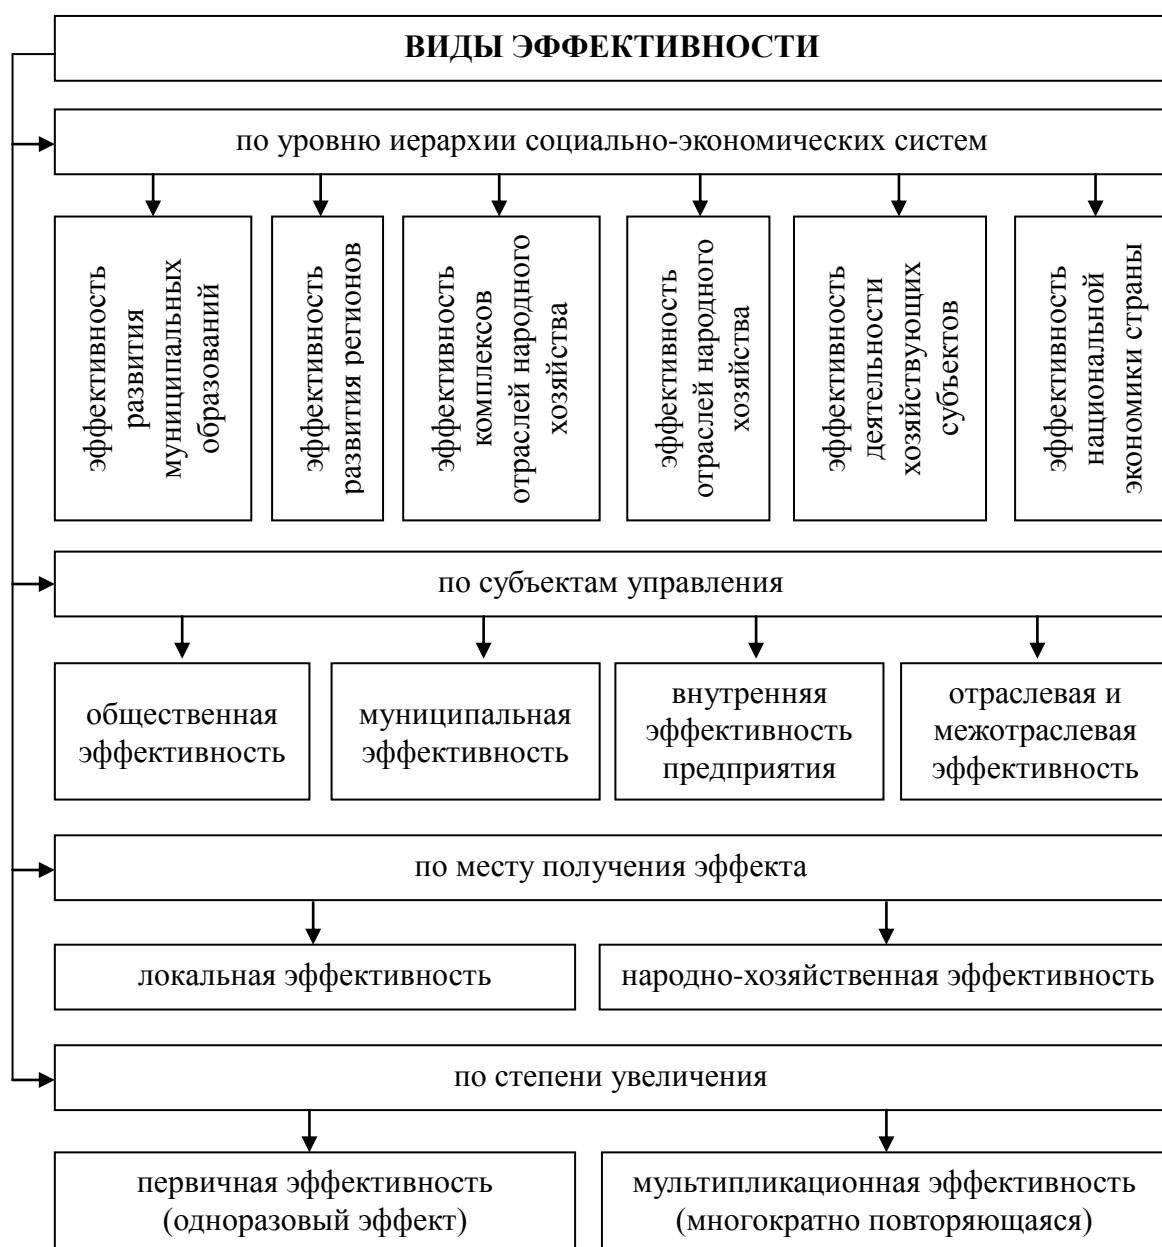 ВИДЫ ЭФФЕКТИВНОСТИ
по уровню иерархии социально-экономических систем
эффективность
развития
муниципальных
образований
эффективность
развития регионов
эффективность
комплексов
отраслей народного
хозяйства
эффективность
отраслей народного
хозяйства
эффективность
деятельности
хозяйствующих
субъектов
эффективность
национальной
экономики страны
по субъектам управления
общественная
эффективность
муниципальная
эффективность
внутренняя
эффективность
предприятия
отраслевая и
межотраслевая
эффективность
по месту получения эффекта
локальная эффективность
народно-хозяйственная эффективность
по степени увеличения
первичная эффективность
(одноразовый эффект)
мультипликационная эффективность
(многократно повторяющаяся)